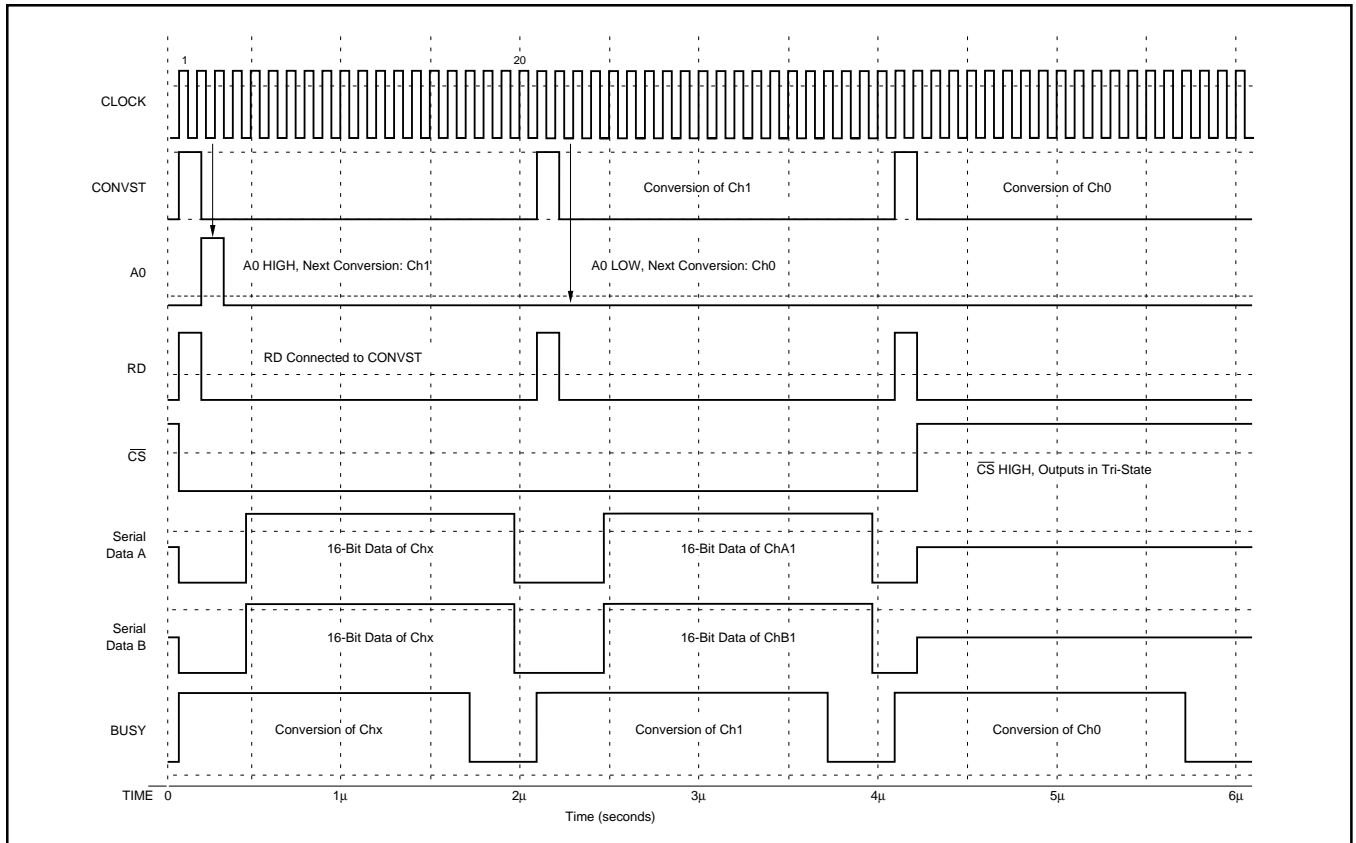 1
20
CLOCK
CONVST
Conversion of Ch1
Conversion of Ch0
A0
A0 HIGH, Next Conversion: Ch1
A0 LOW, Next Conversion: Ch0
RD
RD Connected to CONVST
CS
CS HIGH, Outputs in Tri-State
Serial
Data A
16-Bit Data of Chx
16-Bit Data of ChA1
Serial
Data B
16-Bit Data of Chx
16-Bit Data of ChB1
BUSY
Conversion of Chx
Conversion of Ch1
Conversion of Ch0
TIME
0
1μ
2μ
3μ
4μ
5μ
6μ
Time (seconds)